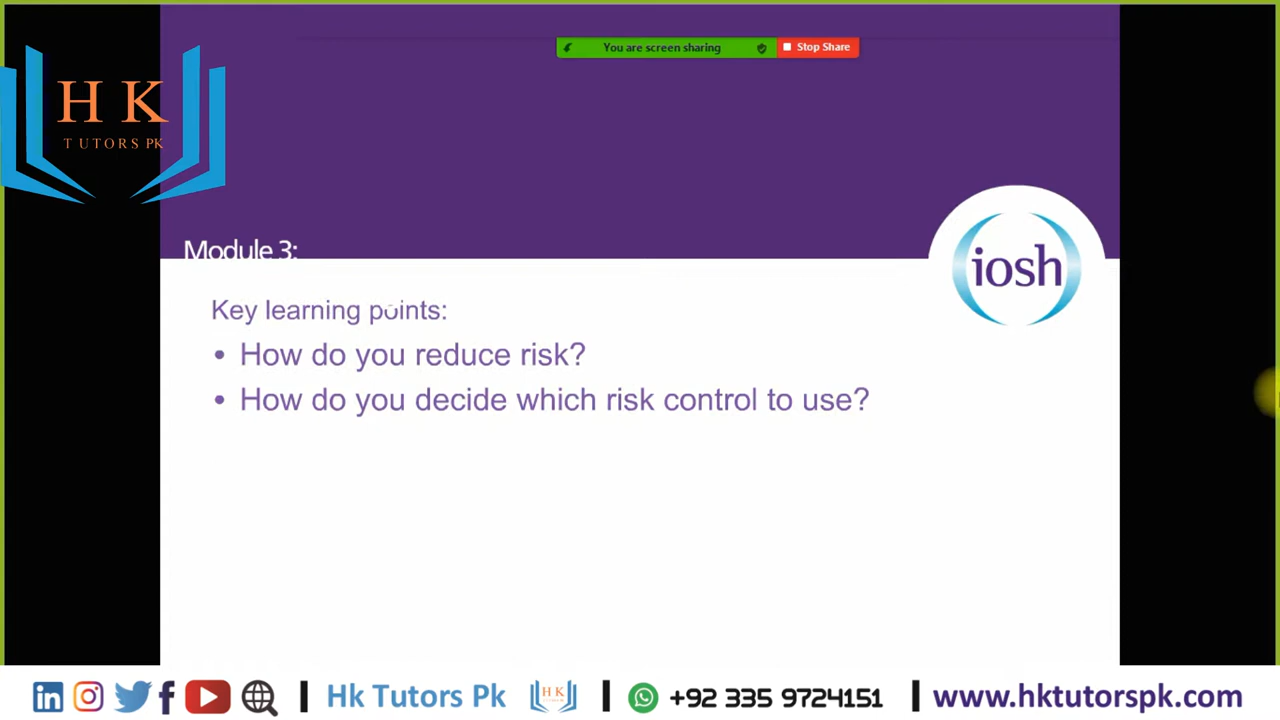 You are screen sharing
Stop Share
H K
TUTORS PK
Module 3:
iosh
Key learning points:
• How do you reduce risk?
• How do you decide which risk control to use?
Hk Tutors Pk
H K
+92 335 9724151
www.hktutorspk.com